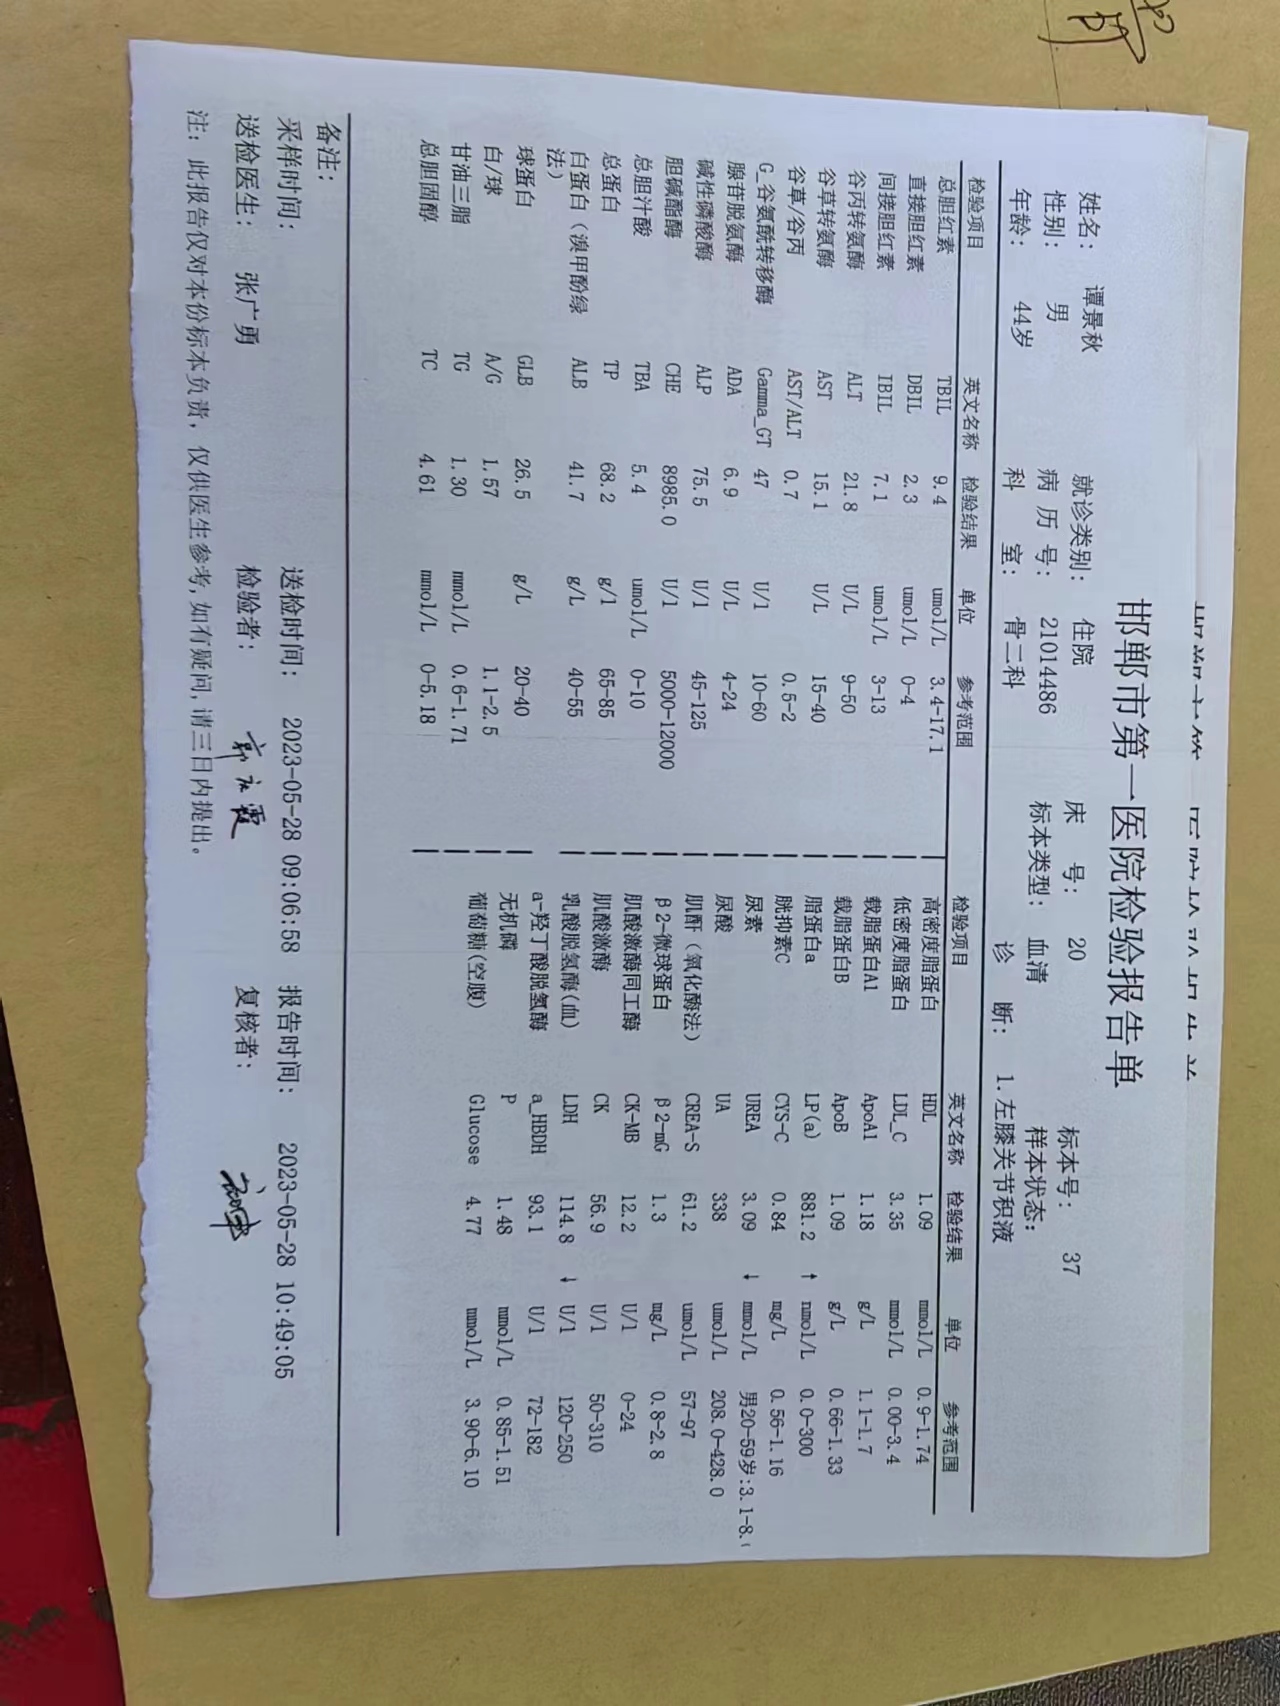 邯郸市第一医院检验报告单
姓名： 谭景秋 就诊类别： 住院 床 号： 20 标本号： 37
性别： 男 病 历 号： 21014486 标本类型： 血清 样本状态：
年龄： 44岁 科 室： 骨二科 诊 断： 1.左膝关节积液
检验项目 英文名称 检验结果 单位 参考范围 检验项目 英文名称 检验结果 单位 参考范围
总胆红素 TBIL 9.4 umol/L 3.4-17.1 高密度脂蛋白 HDL 1.09 mmol/L 0.9-1.74
直接胆红素 DBIL 2.3 umol/L 0-4 低密度脂蛋白 LDL_C 3.35 mmol/L 0.00-3.4
间接胆红素 IBIL 7.1 umol/L 3-13 载脂蛋白A1 ApoA1 1.18 g/L 1.1-1.7
谷丙转氨酶 ALT 21.8 U/L 9-50 载脂蛋白B ApoB 1.09 g/L 0.66-1.33
谷草转氨酶 AST 15.1 U/L 15-40 脂蛋白a LP(a) 881.2 ↑ nmol/L 0.0-300
谷草/谷丙 AST/ALT 0.7 0.5-2 胱抑素C CYS-C 0.84 mg/L 0.56-1.16
G_谷氨酰转移酶 Gamma_GT 47 U/l 10-60 尿素 UREA 3.09 ↓ mmol/L 男20-59岁:3.1-8.
腺苷脱氨酶 ADA 6.9 U/L 4-24 尿酸 UA 338 umol/L 208.0-428.0
碱性磷酸酶 ALP 75.5 U/l 45-125 肌酐（氧化酶法） CREA-S 61.2 umol/L 57-97
胆碱酯酶 CHE 8985.0 U/l 5000-12000 β2-微球蛋白 β2-mG 1.3 mg/L 0.8-2.8
总胆汁酸 TBA 5.4 umol/L 0-10 肌酸激酶同工酶 CK-MB 12.2 U/l 0-24
总蛋白 TP 68.2 g/l 65-85 肌酸激酶 CK 56.9 U/l 50-310
白蛋白（溴甲酚绿 ALB 41.7 g/L 40-55 乳酸脱氢酶(血) LDH 114.8 ↓ U/l 120-250
法）
球蛋白 GLB 26.5 g/L 20-40 a-羟丁酸脱氢酶 a_HBDH 93.1 U/l 72-182
白/球 A/G 1.57 1.1-2.5 无机磷 P 1.48 mmol/L 0.85-1.51
甘油三脂 TG 1.30 mmol/L 0.6-1.71 葡萄糖(空腹) Glucose 4.77 mmol/L 3.90-6.10
总胆固醇 TC 4.61 mmol/L 0-5.18
备注：
采样时间： 送检时间： 2023-05-28 09:06:58 报告时间： 2023-05-28 10:49:05
送检医生： 张广勇 检验者： 复核者：
注：此报告仅对本份标本负责，仅供医生参考，如有疑问，请三日内提出。